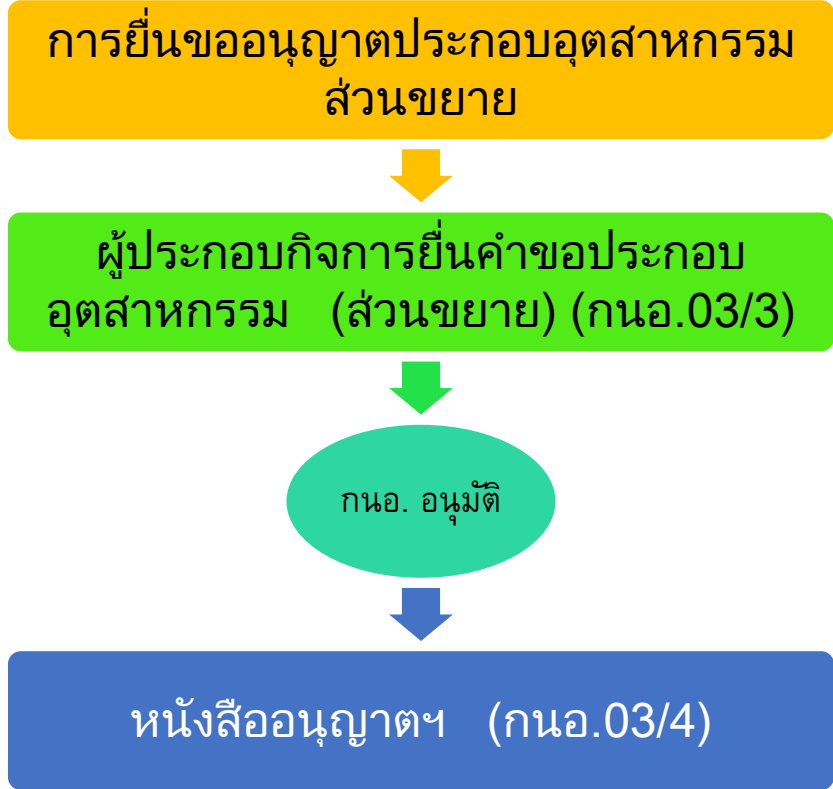 การยื่นขออนุญาตประกอบอุตสาหกรรม
ส่วนขยาย
ผู้ประกอบกิจการยื่นคำขอประกอบ
อุตสาหกรรม (ส่วนขยาย) (กนอ.03/3)
กนอ. อนุมัติ
หนังสืออนุญาตฯ (กนอ.03/4)